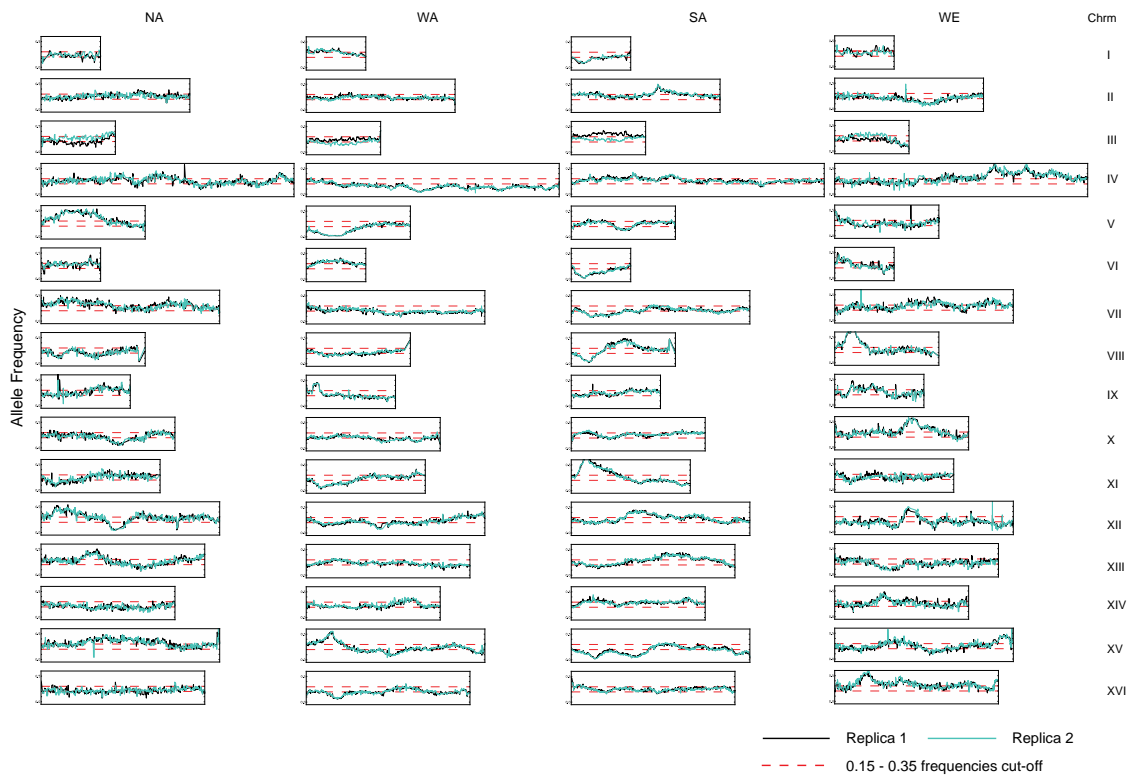 NA WA SA WE Chrm
I
II
III
IV
V
VI
VII
VIII
IX
X
XI
XII
XIII
XIV
XV
XVI
Allele Frequency
Replica 1 Replica 2
0.15 - 0.35 frequencies cut-off